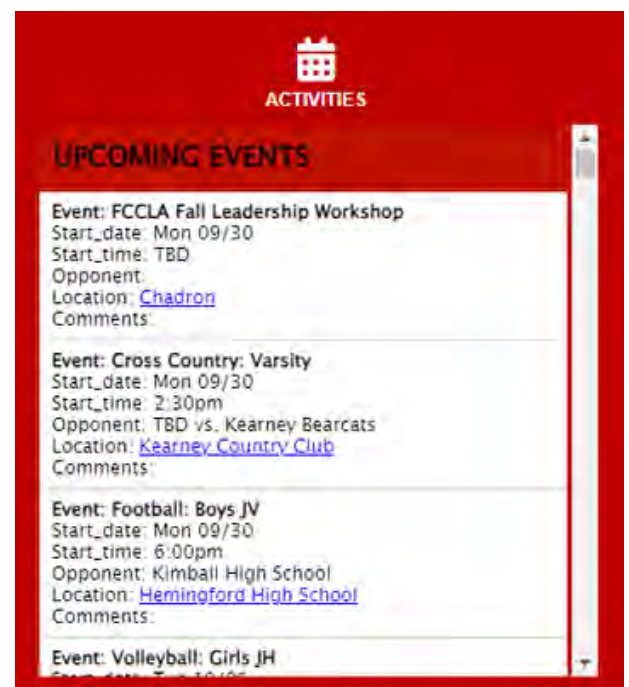 ACTIVITIES
UPCOMING EVENTS
Event: FCCLA Fall Leadership Workshop
Start_date: Mon 09/30
Start_time: TBD
Opponent:
Location: Chadron
Comments:
Event: Cross Country: Varsity
Start_date: Mon 09/30
Start_time: 2:30pm
Opponent: TBD vs. Kearney Bearcats
Location: Kearney Country Club
Comments:
Event: Football: Boys JV
Start_date: Mon 09/30
Start_time: 6:00pm
Opponent: Kimball High School
Location: Hemingford High School
Comments:
Event: Volleyball: Girls JH